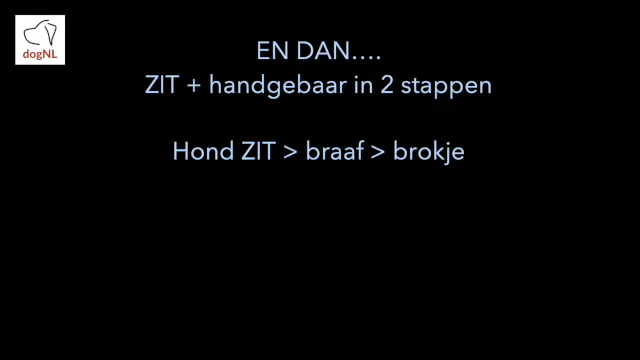 dogNL
EN DAN....
ZIT + handgebaar in 2 stappen
Hond ZIT > braaf > brokje